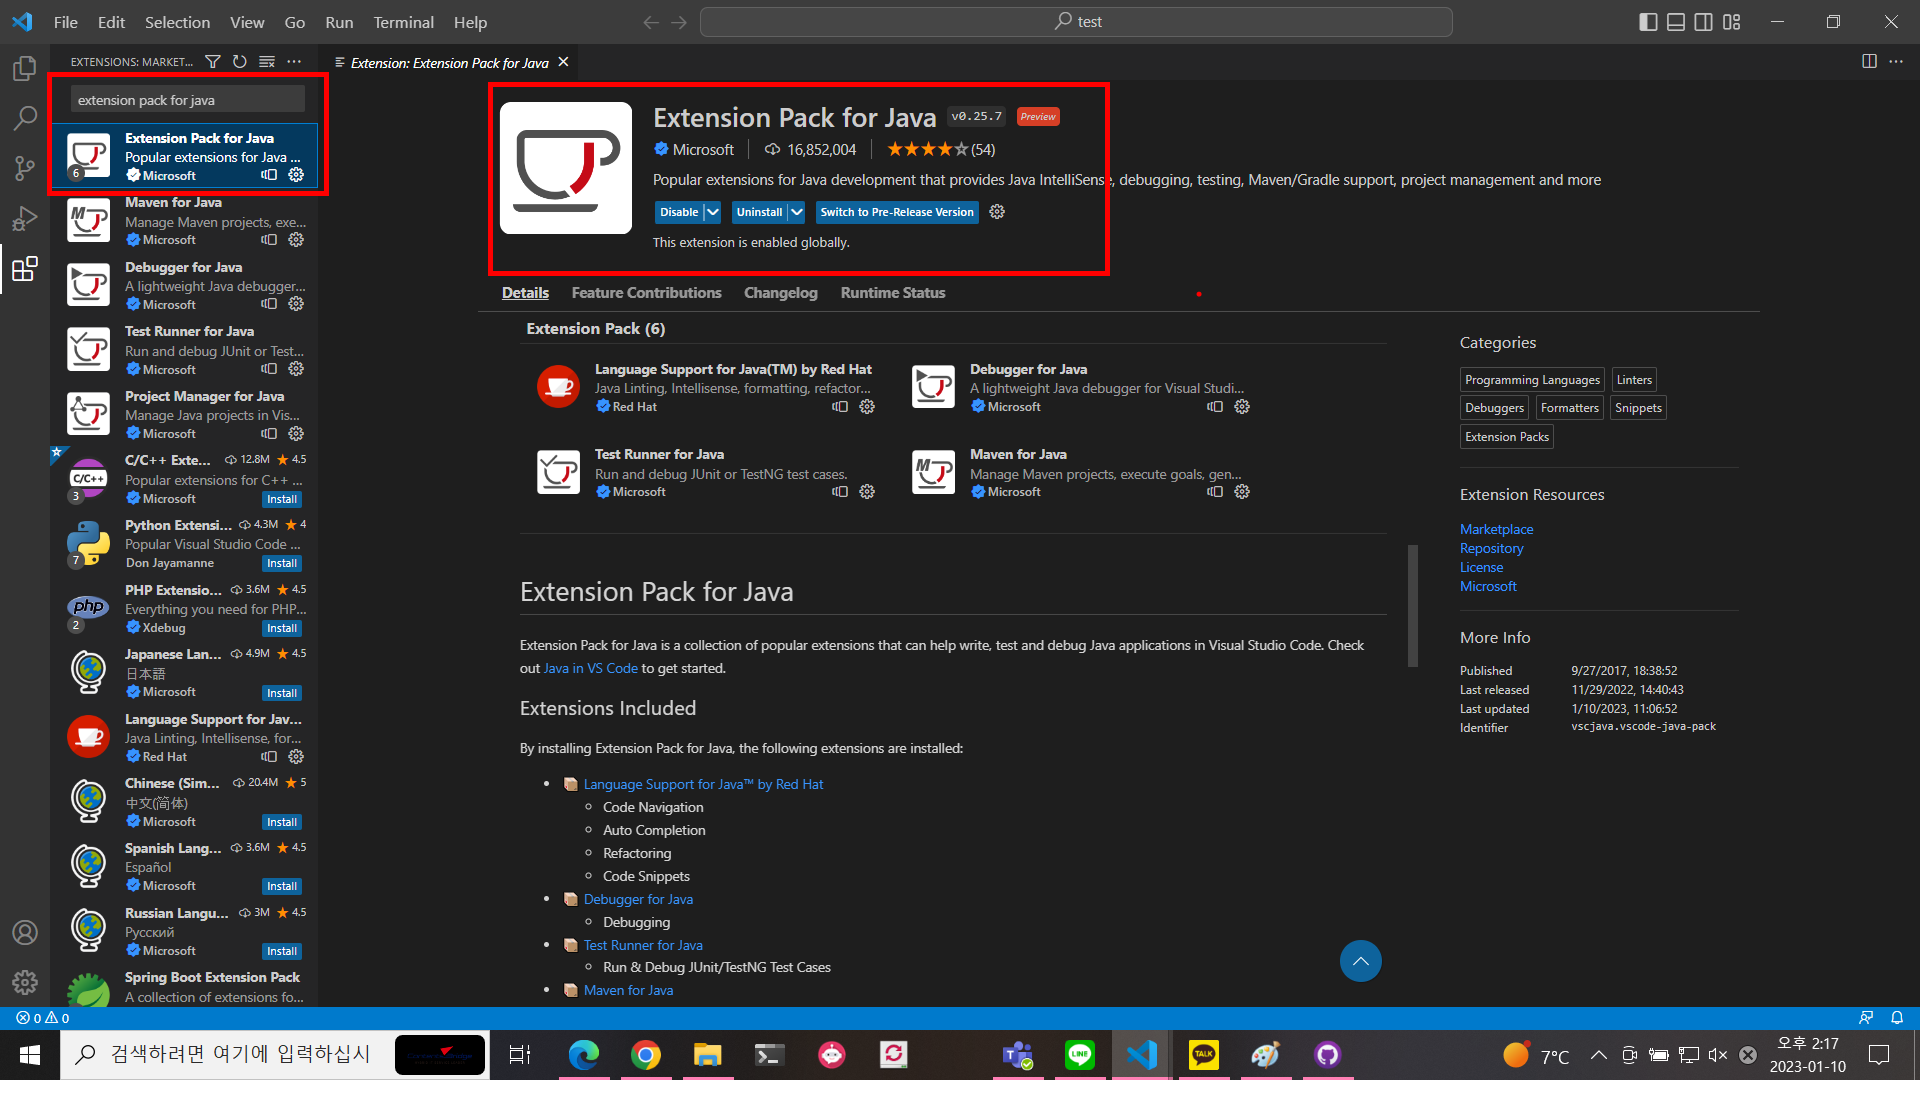 File Edit Selection View Go Run Terminal Help
test
EXTENSIONS: MARKET...
Extension: Extension Pack for Java
extension pack for java
Extension Pack for Java
Popular extensions for Java ...
6
Microsoft
Maven for Java
Manage Maven projects, exe...
Microsoft
Debugger for Java
A lightweight Java debugger...
Microsoft
Test Runner for Java
Run and debug JUnit or Test...
Microsoft
Project Manager for Java
Manage Java projects in Vis...
Microsoft
C/C++ Exte... 12.8M 4.5
Popular extensions for C++ ...
C/C++
3
Microsoft Install
Python Extensi... 4.3M 4
Popular Visual Studio Code ...
7
Don Jayamanne Install
PHP Extensio... 3.6M 4.5
Everything you need for PHP...
php
2
Xdebug Install
Japanese Lan... 4.9M 4.5
日本語
Microsoft Install
Language Support for Jav...
Java Linting, Intellisense, for...
Red Hat
Chinese (Sim... 20.4M 5
中文(简体)
Microsoft Install
Spanish Lang... 3.6M 4.5
Español
Microsoft Install
Russian Langu... 3M 4.5
Русский
Microsoft Install
Spring Boot Extension Pack
A collection of extensions fo...
Extension Pack for Java v0.25.7 Preview
Microsoft 16,852,004 (54)
Popular extensions for Java development that provides Java IntelliSense, debugging, testing, Maven/Gradle support, project management and more
Disable Uninstall Switch to Pre-Release Version
This extension is enabled globally.
Details Feature Contributions Changelog Runtime Status
Extension Pack (6)
Language Support for Java(TM) by Red Hat
Java Linting, Intellisense, formatting, refactor...
Red Hat
Debugger for Java
A lightweight Java debugger for Visual Studi...
Microsoft
Test Runner for Java
Run and debug JUnit or TestNG test cases.
Microsoft
Maven for Java
Manage Maven projects, execute goals, gen...
Microsoft
Extension Pack for Java
Extension Pack for Java is a collection of popular extensions that can help write, test and debug Java applications in Visual Studio Code. Check
out Java in VS Code to get started.
Extensions Included
By installing Extension Pack for Java, the following extensions are installed:
Language Support for Java™ by Red Hat
Code Navigation
Auto Completion
Refactoring
Code Snippets
Debugger for Java
Debugging
Test Runner for Java
Run & Debug JUnit/TestNG Test Cases
Maven for Java
Categories
Programming Languages Linters
Debuggers Formatters Snippets
Extension Packs
Extension Resources
Marketplace
Repository
License
Microsoft
More Info
Published 9/27/2017, 18:38:52
Last released 11/29/2022, 14:40:43
Last updated 1/10/2023, 11:06:52
Identifier vscjava.vscode-java-pack
0 0
검색하려면 여기에 입력하십시
LINE
TALK
7°C
오후 2:17
2023-01-10